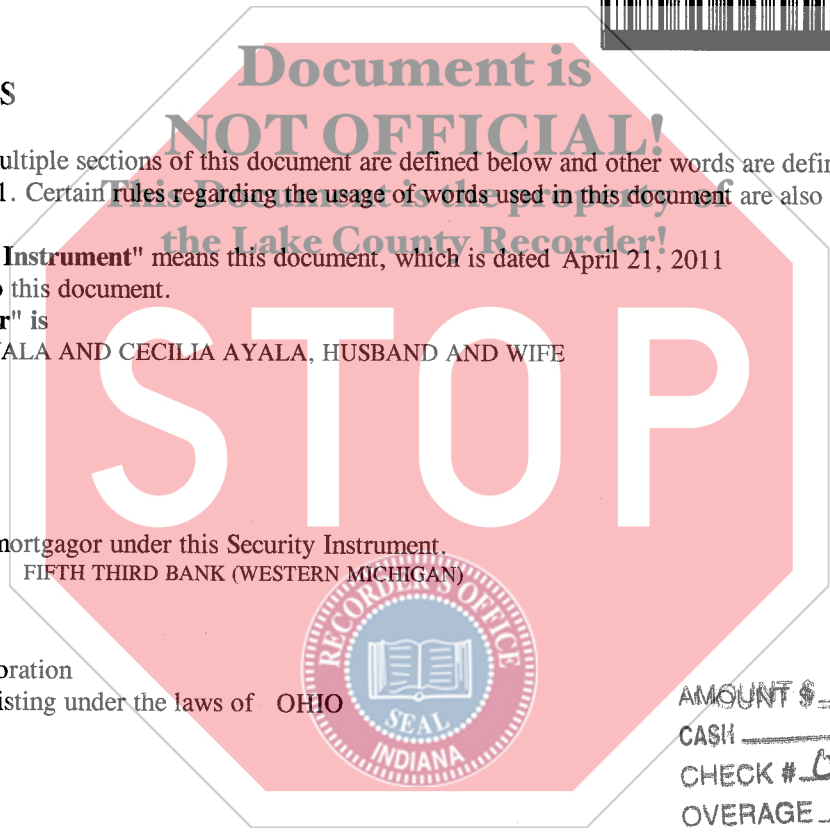 Document is
S
NOT OFFICIAL!
ultiple sections of this document are defined below and other words are defin
1. Certain rules regarding the usage of words used in this document are also
This Document is the property of
the Lake County Recorder!
Instrument" means this document, which is dated April 21, 2011
this document.
r" is
ALA AND CECILIA AYALA, HUSBAND AND WIFE
STOP
mortgagor under this Security Instrument.
FIFTH THIRD BANK (WESTERN MICHIGAN)
RECORDER'S OFFICE
SEAL
INDIANA
oration
isting under the laws of OHIO
AMOUNT $
CASH
CHECK #
OVERAGE